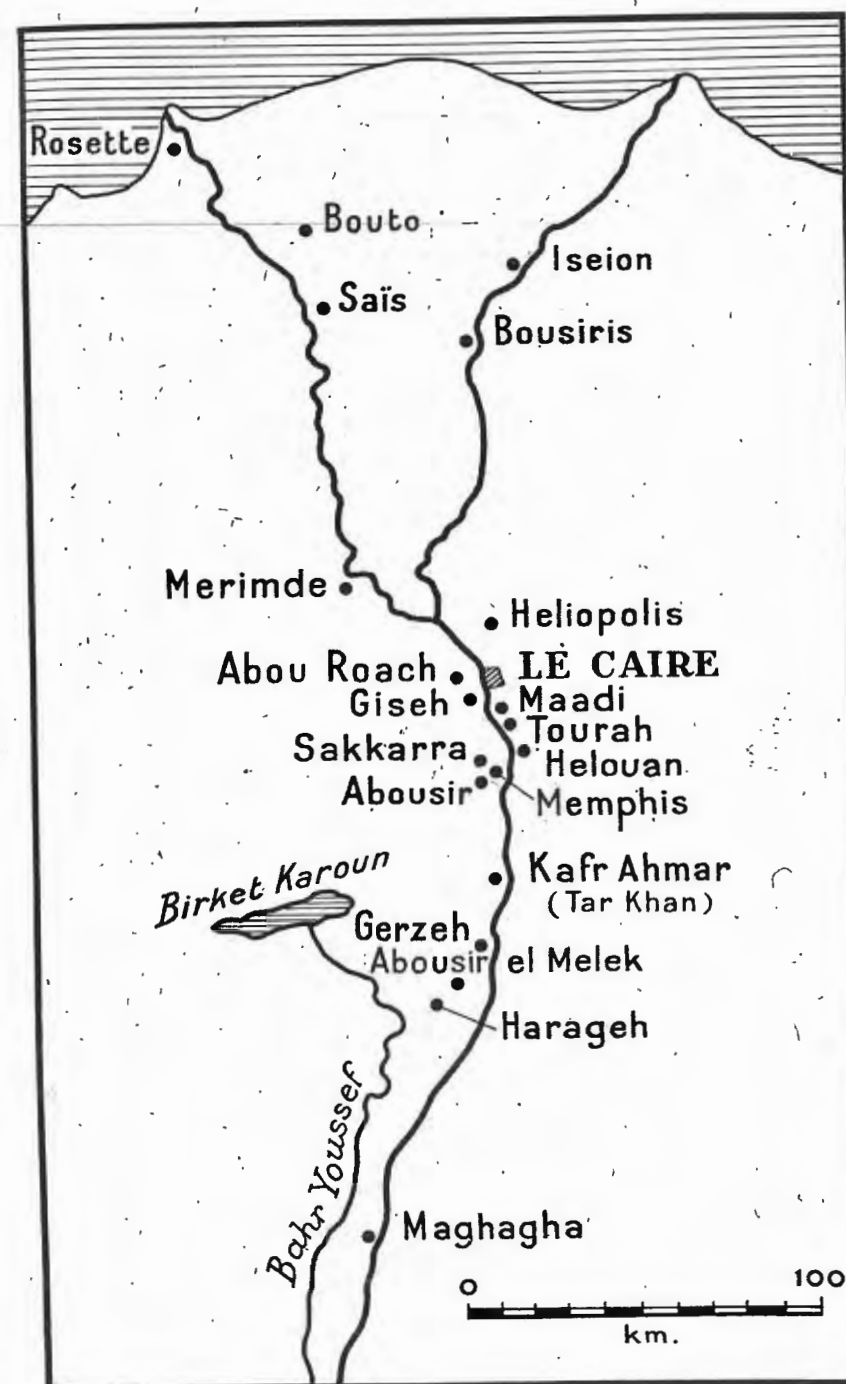 Rosette
Bouto
Iseion
Saïs
Bousiris
Merimde
Heliopolis
Abou Roach
LE CAIRE
Giseh
Maadi
Tourah
Sakkarra
Helouan
Abousir
Memphis
Birket Karoun
Kafr Ahmar
(Tar Khan)
Gerzeh
Abousir el Melek
Harageh
Bahr Youssef
Maghagha
0 100
km.